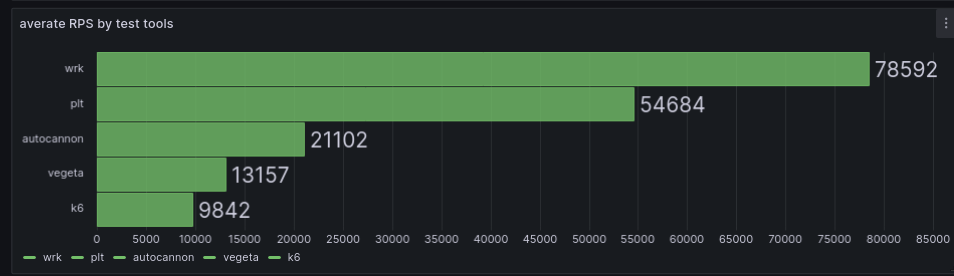 averate RPS by test tools
wrk 78592
plt 54684
autocannon 21102
vegeta 13157
k6 9842
0 5000 10000 15000 20000 25000 30000 35000 40000 45000 50000 55000 60000 65000 70000 75000 80000 85000
wrk plt autocannon vegeta k6